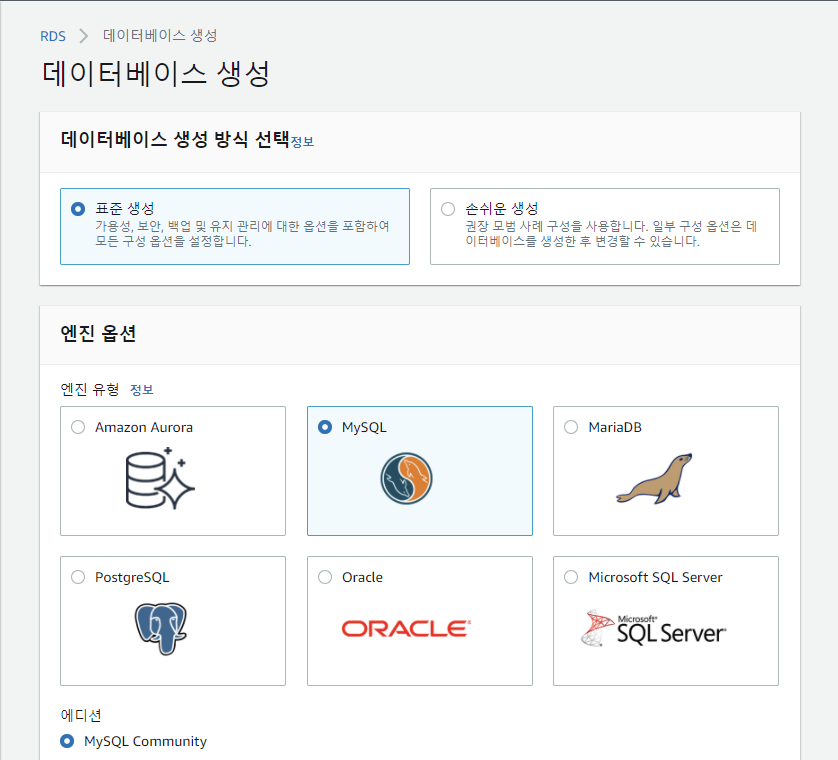 RDS > 데이터베이스 생성
데이터베이스 생성
데이터베이스 생성 방식 선택정보
표준 생성
가용성, 보안, 백업 및 유지 관리에 대한 옵션을 포함하여
모든 구성 옵션을 설정합니다.
손쉬운 생성
권장 모범 사례 구성을 사용합니다. 일부 구성 옵션은 데
이터베이스를 생성한 후 변경할 수 있습니다.
엔진 옵션
엔진 유형 정보
Amazon Aurora
MySQL
MariaDB
PostgreSQL
Oracle
ORACLE®
Microsoft SQL Server
Microsoft®
SQL Server®
에디션
MySQL Community